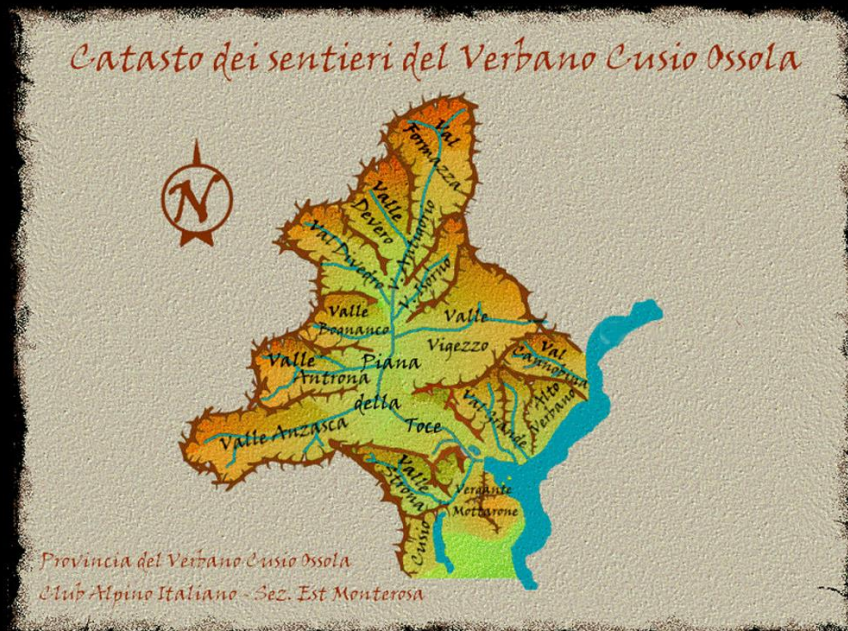 Catasto dei sentieri del Verbano Cusio Ossola
N
Val
Formazza
Valle
Devero
V. Antigorio
Val Divedro
Valle
Bognanco
Valle
Vigezzo
Val
Cannobina
Valle
Antrona
Piana
della
Toce
Alto
Verbano
Valgrande
Valle Anzasca
Valle
Strona
Vergante
Mottarone
Cusio
Provincia del Verbano Cusio Ossola
Club Alpino Italiano - Sez. Est Monterosa